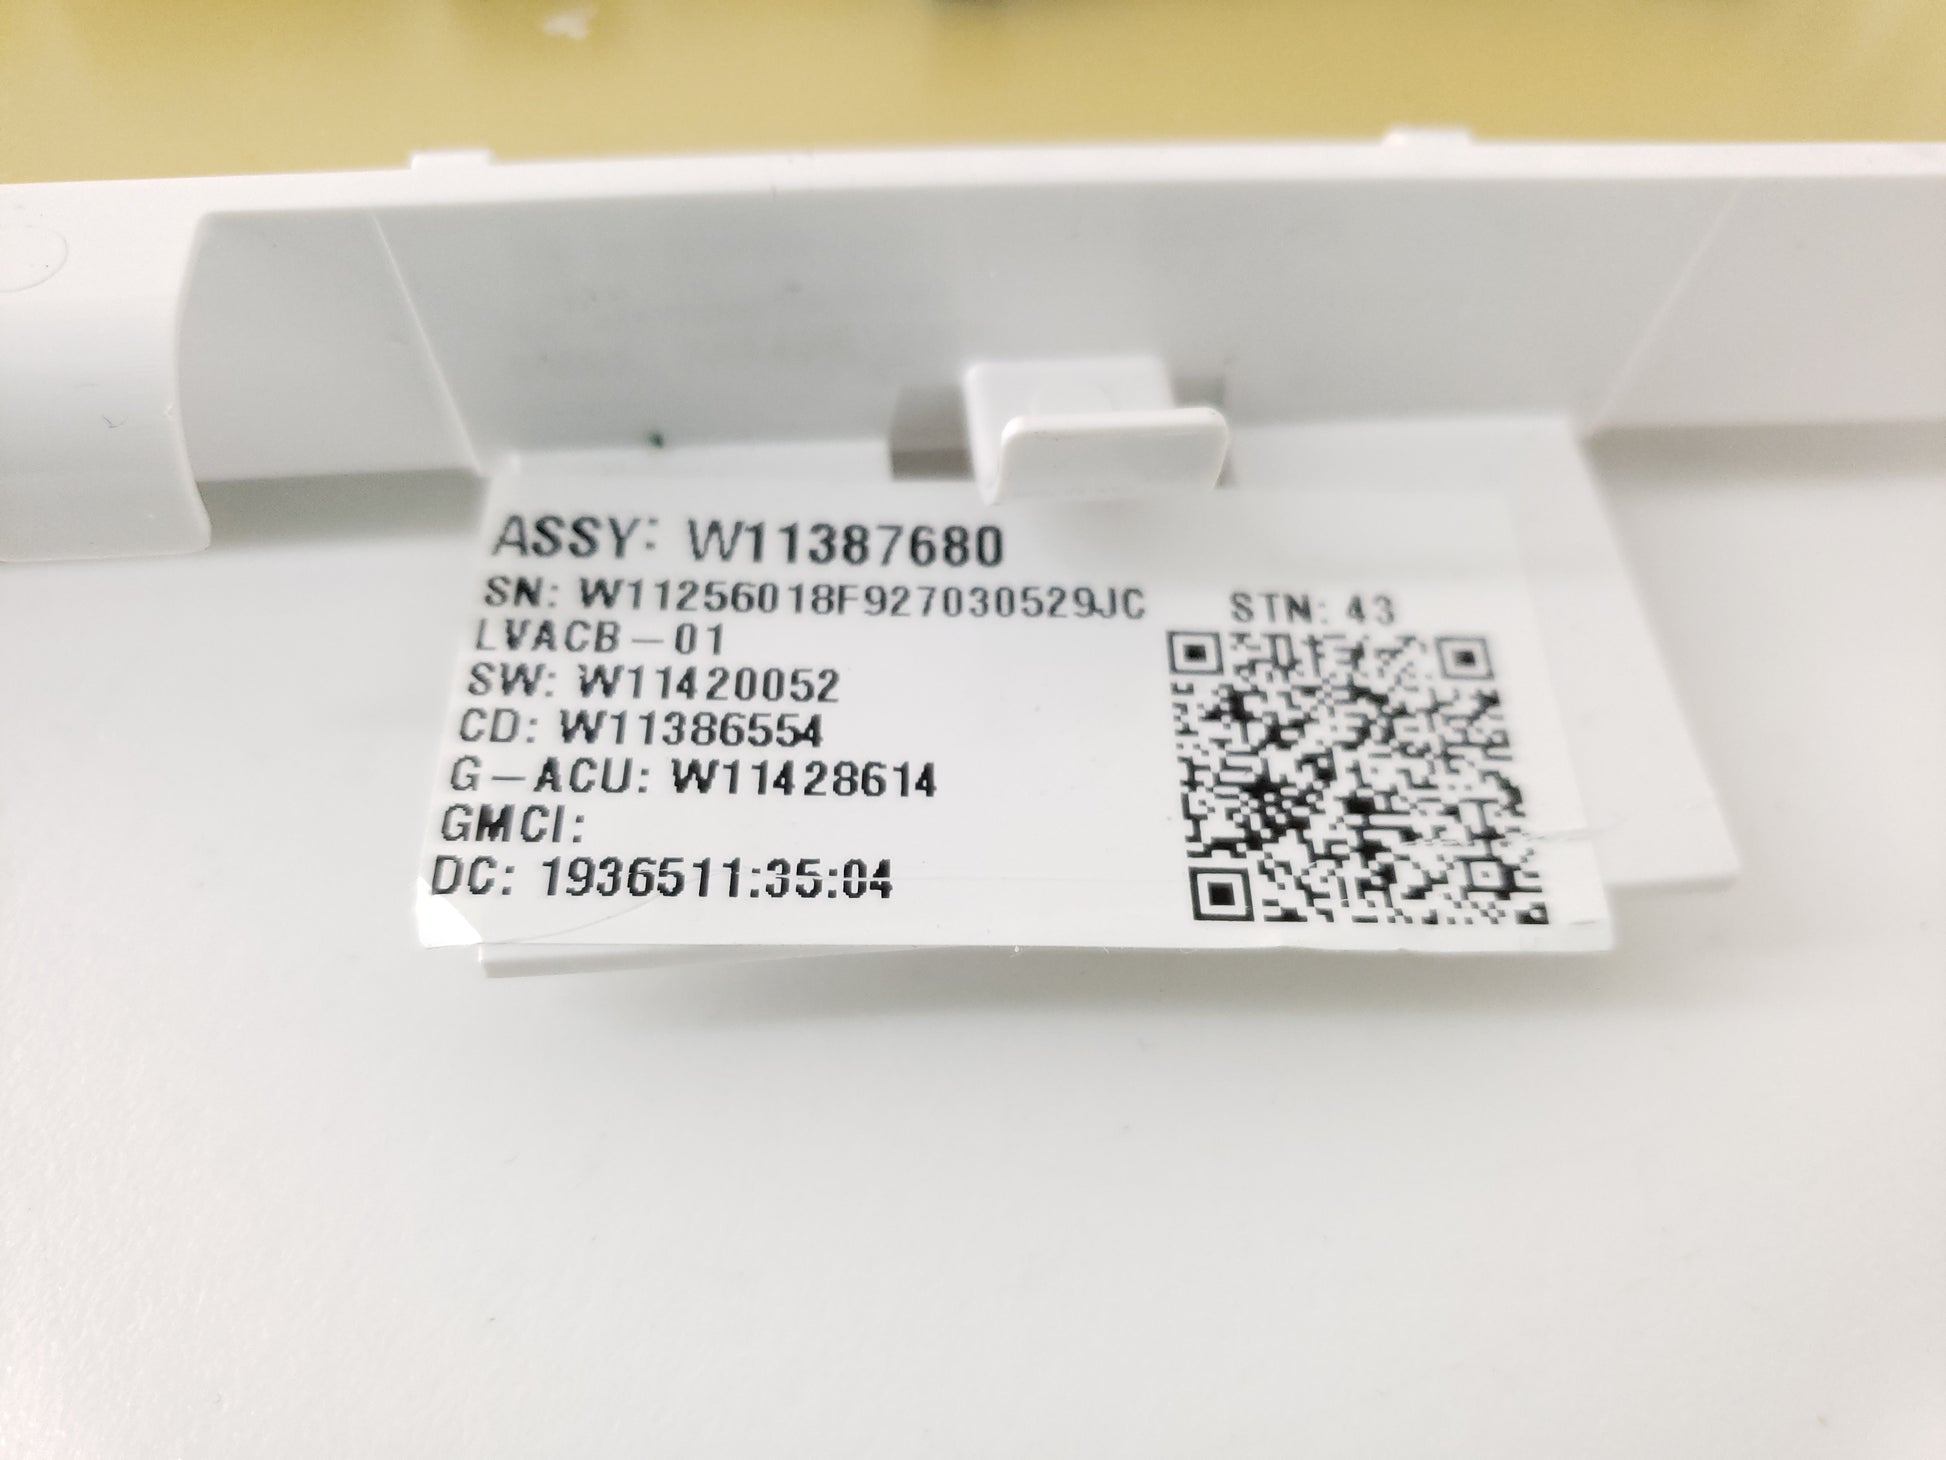 ASSY: W11387680
SN: W11256018F927030529JC
STN: 43
LVACB-01
SW: W11420052
CD: W11386554
G-ACU: W11428614
GMCI:
DC: 1936511:35:04